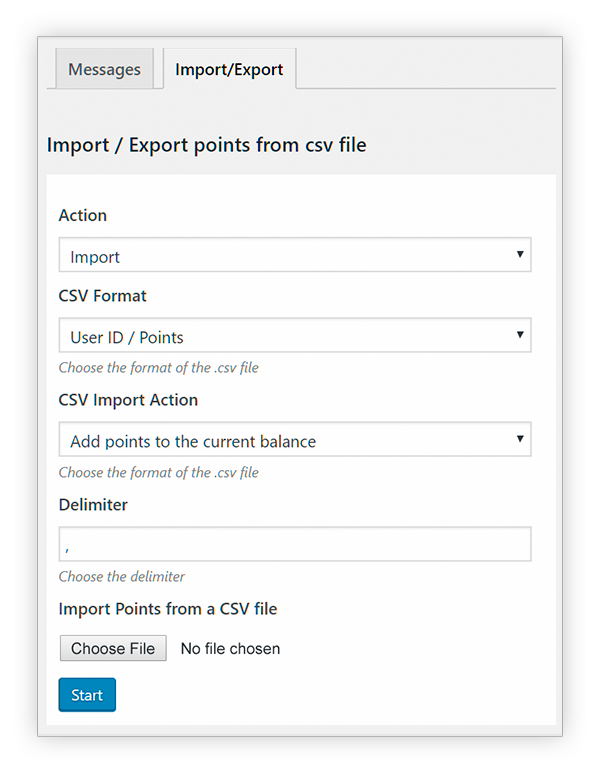 Messages
Import/Export
Import / Export points from csv file
Action
Import
CSV Format
User ID / Points
Choose the format of the .csv file
CSV Import Action
Add points to the current balance
Choose the format of the .csv file
Delimiter
,
Choose the delimiter
Import Points from a CSV file
Choose File No file chosen
Start